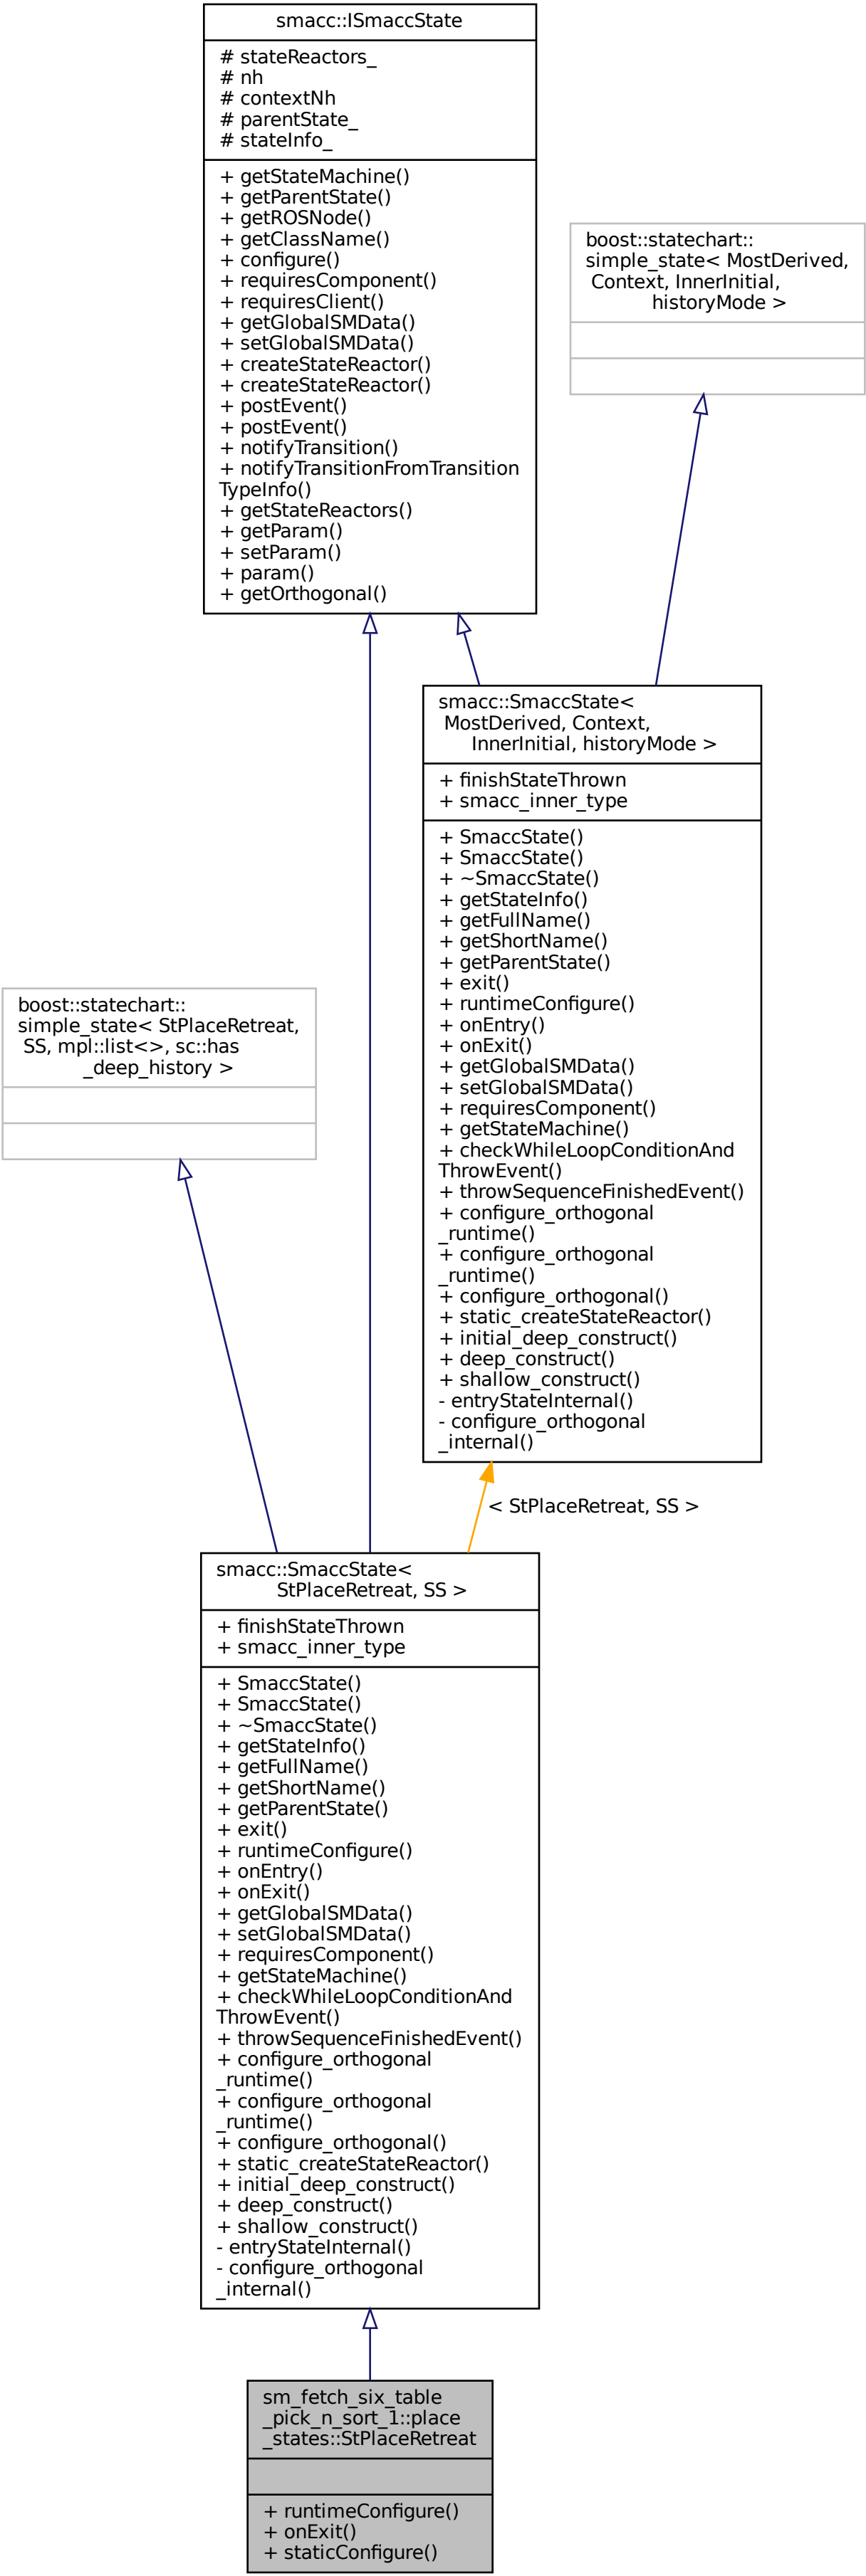 smacc::ISmaccState
# stateReactors_
# nh
# contextNh
# parentState_
# stateInfo_
+ getStateMachine()
+ getParentState()
+ getROSNode()
+ getClassName()
+ configure()
+ requiresComponent()
+ requiresClient()
+ getGlobalSMData()
+ setGlobalSMData()
+ createStateReactor()
+ createStateReactor()
+ postEvent()
+ postEvent()
+ notifyTransition()
+ notifyTransitionFromTransition
TypeInfo()
+ getStateReactors()
+ getParam()
+ setParam()
+ param()
+ getOrthogonal()
boost::statechart::
simple_state< MostDerived,
Context, InnerInitial,
historyMode >
smacc::SmaccState<
MostDerived, Context,
InnerInitial, historyMode >
+ finishStateThrown
+ smacc_inner_type
+ SmaccState()
+ SmaccState()
+ ~SmaccState()
+ getStateInfo()
+ getFullName()
+ getShortName()
+ getParentState()
+ exit()
+ runtimeConfigure()
+ onEntry()
+ onExit()
+ getGlobalSMData()
+ setGlobalSMData()
+ requiresComponent()
+ getStateMachine()
+ checkWhileLoopConditionAnd
ThrowEvent()
+ throwSequenceFinishedEvent()
+ configure_orthogonal
_runtime()
+ configure_orthogonal
_runtime()
+ configure_orthogonal()
+ static_createStateReactor()
+ initial_deep_construct()
+ deep_construct()
+ shallow_construct()
- entryStateInternal()
- configure_orthogonal
_internal()
boost::statechart::
simple_state< StPlaceRetreat,
SS, mpl::list<>, sc::has
_deep_history >
< StPlaceRetreat, SS >
smacc::SmaccState<
StPlaceRetreat, SS >
+ finishStateThrown
+ smacc_inner_type
+ SmaccState()
+ SmaccState()
+ ~SmaccState()
+ getStateInfo()
+ getFullName()
+ getShortName()
+ getParentState()
+ exit()
+ runtimeConfigure()
+ onEntry()
+ onExit()
+ getGlobalSMData()
+ setGlobalSMData()
+ requiresComponent()
+ getStateMachine()
+ checkWhileLoopConditionAnd
ThrowEvent()
+ throwSequenceFinishedEvent()
+ configure_orthogonal
_runtime()
+ configure_orthogonal
_runtime()
+ configure_orthogonal()
+ static_createStateReactor()
+ initial_deep_construct()
+ deep_construct()
+ shallow_construct()
- entryStateInternal()
- configure_orthogonal
_internal()
sm_fetch_six_table
_pick_n_sort_1::place
_states::StPlaceRetreat
+ runtimeConfigure()
+ onExit()
+ staticConfigure()